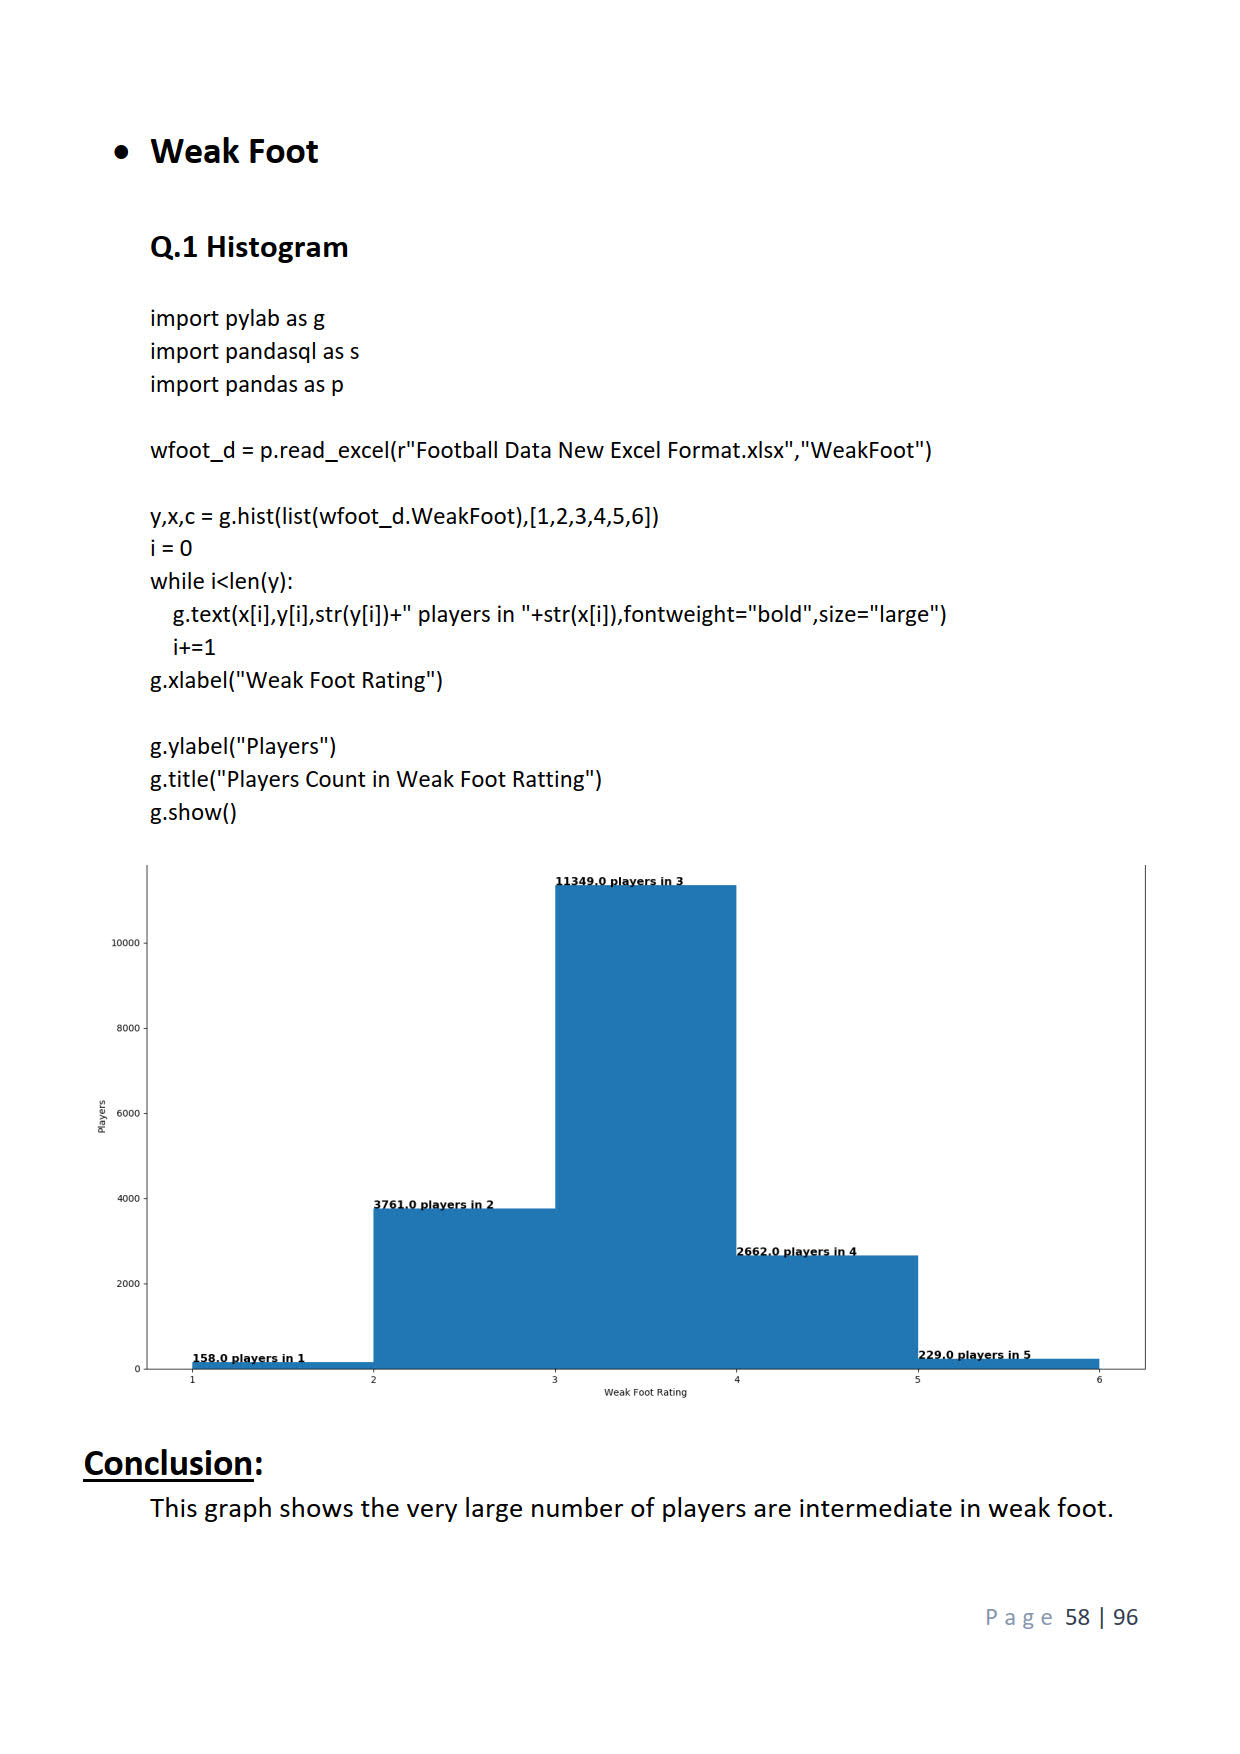 • Weak Foot
Q.1 Histogram
import pylab as g
import pandasql as s
import pandas as p
wfoot_d = p.read_excel(r"Football Data New Excel Format.xlsx","WeakFoot")
y,x,c = g.hist(list(wfoot_d.WeakFoot),[1,2,3,4,5,6])
i = 0
while i<len(y):
    g.text(x[i],y[i],str(y[i])+" players in "+str(x[i]),fontweight="bold",size="large")
    i+=1
g.xlabel("Weak Foot Rating")
g.ylabel("Players")
g.title("Players Count in Weak Foot Ratting")
g.show()
11349.0 players in 3
10000
8000
6000
Players
4000
3761.0 players in 2
2662.0 players in 4
2000
158.0 players in 1
229.0 players in 5
0
1 2 3 4 5 6
Weak Foot Rating
Conclusion:
This graph shows the very large number of players are intermediate in weak foot.
Page 58 | 96